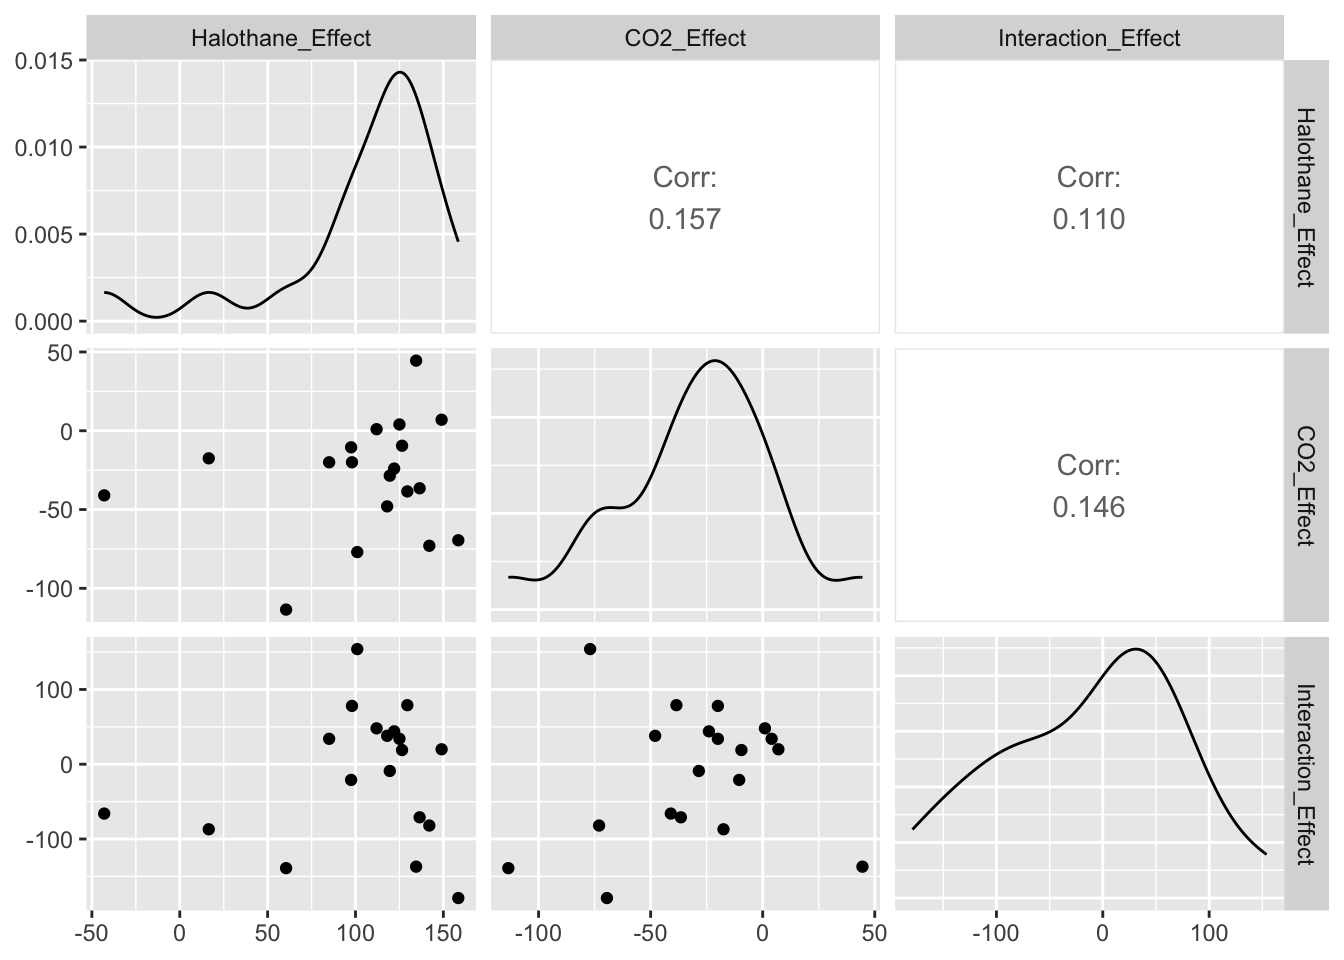 Halothane_Effect
CO2_Effect
Interaction_Effect
0.015
0.010
0.005
0.000
Corr:
0.157
Corr:
0.110
Halothane_Effect
50
0
-50
-100
Corr:
0.146
CO2_Effect
100
0
-100
Interaction_Effect
-50 0 50 100 150
-100 -50 0 50
-100 0 100